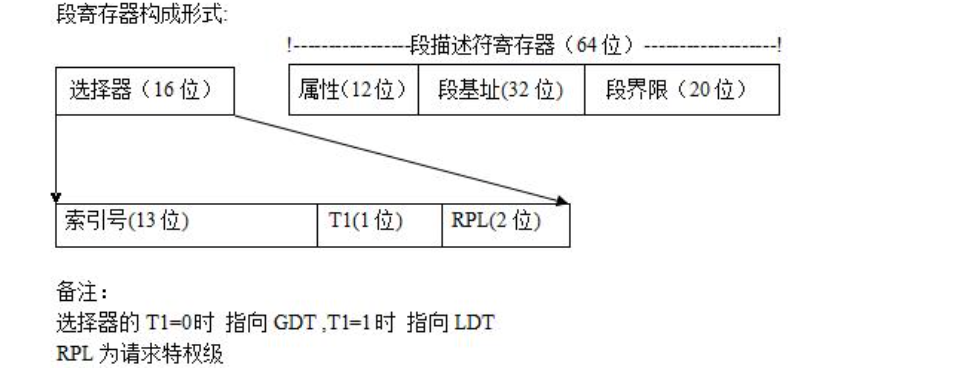 段寄存器构成形式:
!-----------------段描述符寄存器（64 位）-------------------!
选择器（16 位） 属性(12位） 段基址(32 位) 段界限（20 位）
索引号(13 位) T1(1 位) RPL(2 位)
备注：
选择器的 T1=0时 指向 GDT ,T1=1时 指向 LDT
RPL 为请求特权级